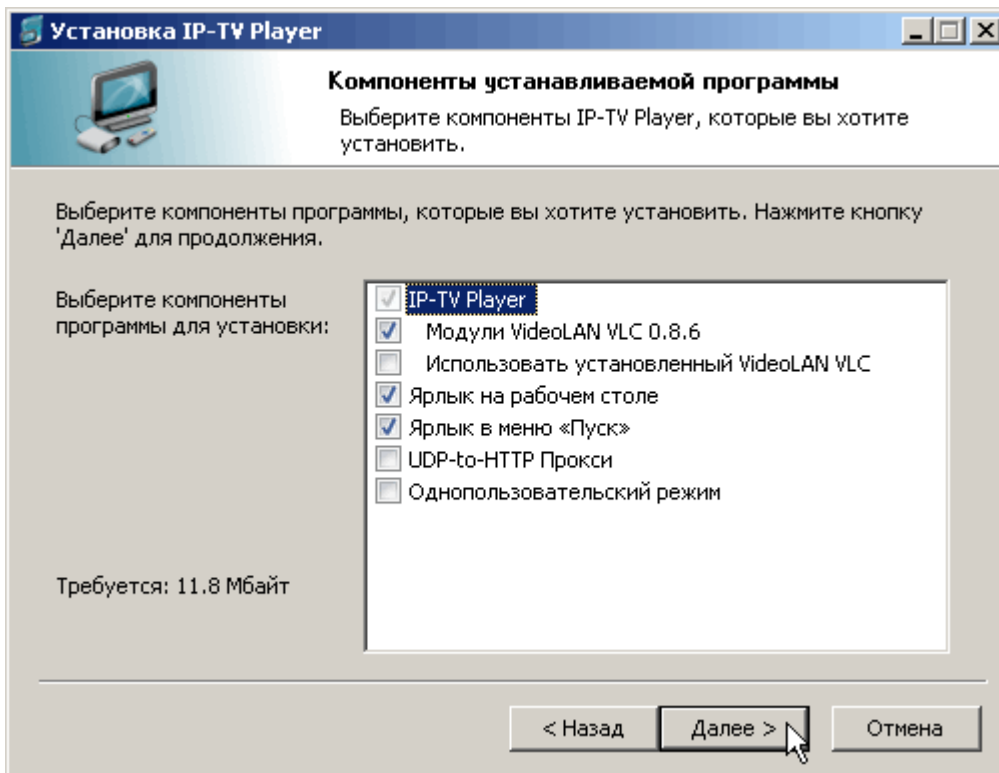 Установка IP-TV Player
Компоненты устанавливаемой программы
Выберите компоненты IP-TV Player, которые вы хотите
установить.
Выберите компоненты программы, которые вы хотите установить. Нажмите кнопку
'Далее' для продолжения.
Выберите компоненты
программы для установки:
IP-TV Player
Модули VideoLAN VLC 0.8.6
Использовать установленный VideoLAN VLC
Ярлык на рабочем столе
Ярлык в меню «Пуск»
UDP-to-HTTP Прокси
Однопользовательский режим
Требуется: 11.8 Мбайт
< Назад
Далее >
Отмена